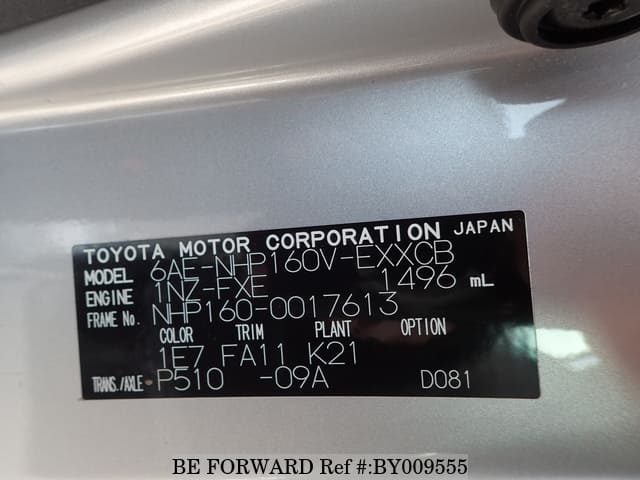 TOYOTA MOTOR CORPORATION JAPAN
MODEL 6AE-NHP160V-EXXCB
ENGINE 1NZ-FXE 1496 mL
FRAME No. NHP160-0017613
COLOR TRIM PLANT OPTION
1E7 FA11 K21
TRANS./AXLE P510 -09A D081
BE FORWARD Ref #:BY009555